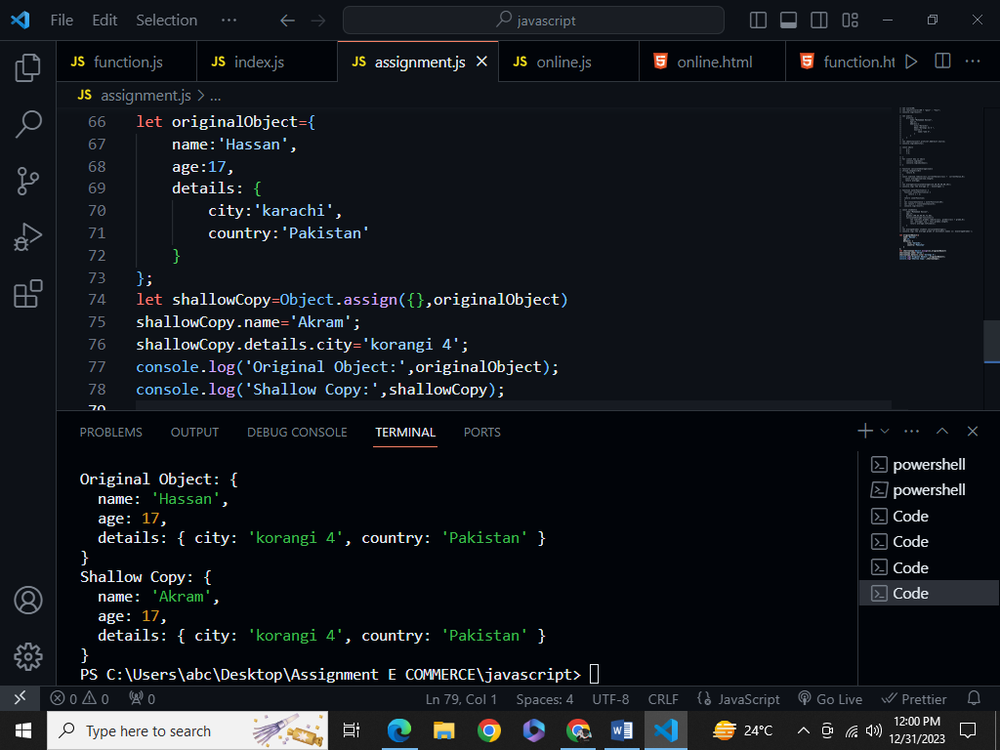 File Edit Selection ··· javascript
JS function.js JS index.js JS assignment.js JS online.js online.html function.ht
JS assignment.js > ...
66 let originalObject={
67 name:'Hassan',
68 age:17,
69 details: {
70 city:'karachi',
71 country:'Pakistan'
72 }
73 };
74 let shallowCopy=Object.assign({},originalObject)
75 shallowCopy.name='Akram';
76 shallowCopy.details.city='korangi 4';
77 console.log('Original Object:',originalObject);
78 console.log('Shallow Copy:',shallowCopy);
79
PROBLEMS OUTPUT DEBUG CONSOLE TERMINAL PORTS
Original Object: {
name: 'Hassan',
age: 17,
details: { city: 'korangi 4', country: 'Pakistan' }
}
Shallow Copy: {
name: 'Akram',
age: 17,
details: { city: 'korangi 4', country: 'Pakistan' }
}
PS C:\Users\abc\Desktop\Assignment E COMMERCE\javascript>
powershell
powershell
Code
Code
Code
Code
0 0 0 Ln 79, Col 1 Spaces: 4 UTF-8 CRLF JavaScript Go Live Prettier
Type here to search 24°C 12:00 PM
12/31/2023